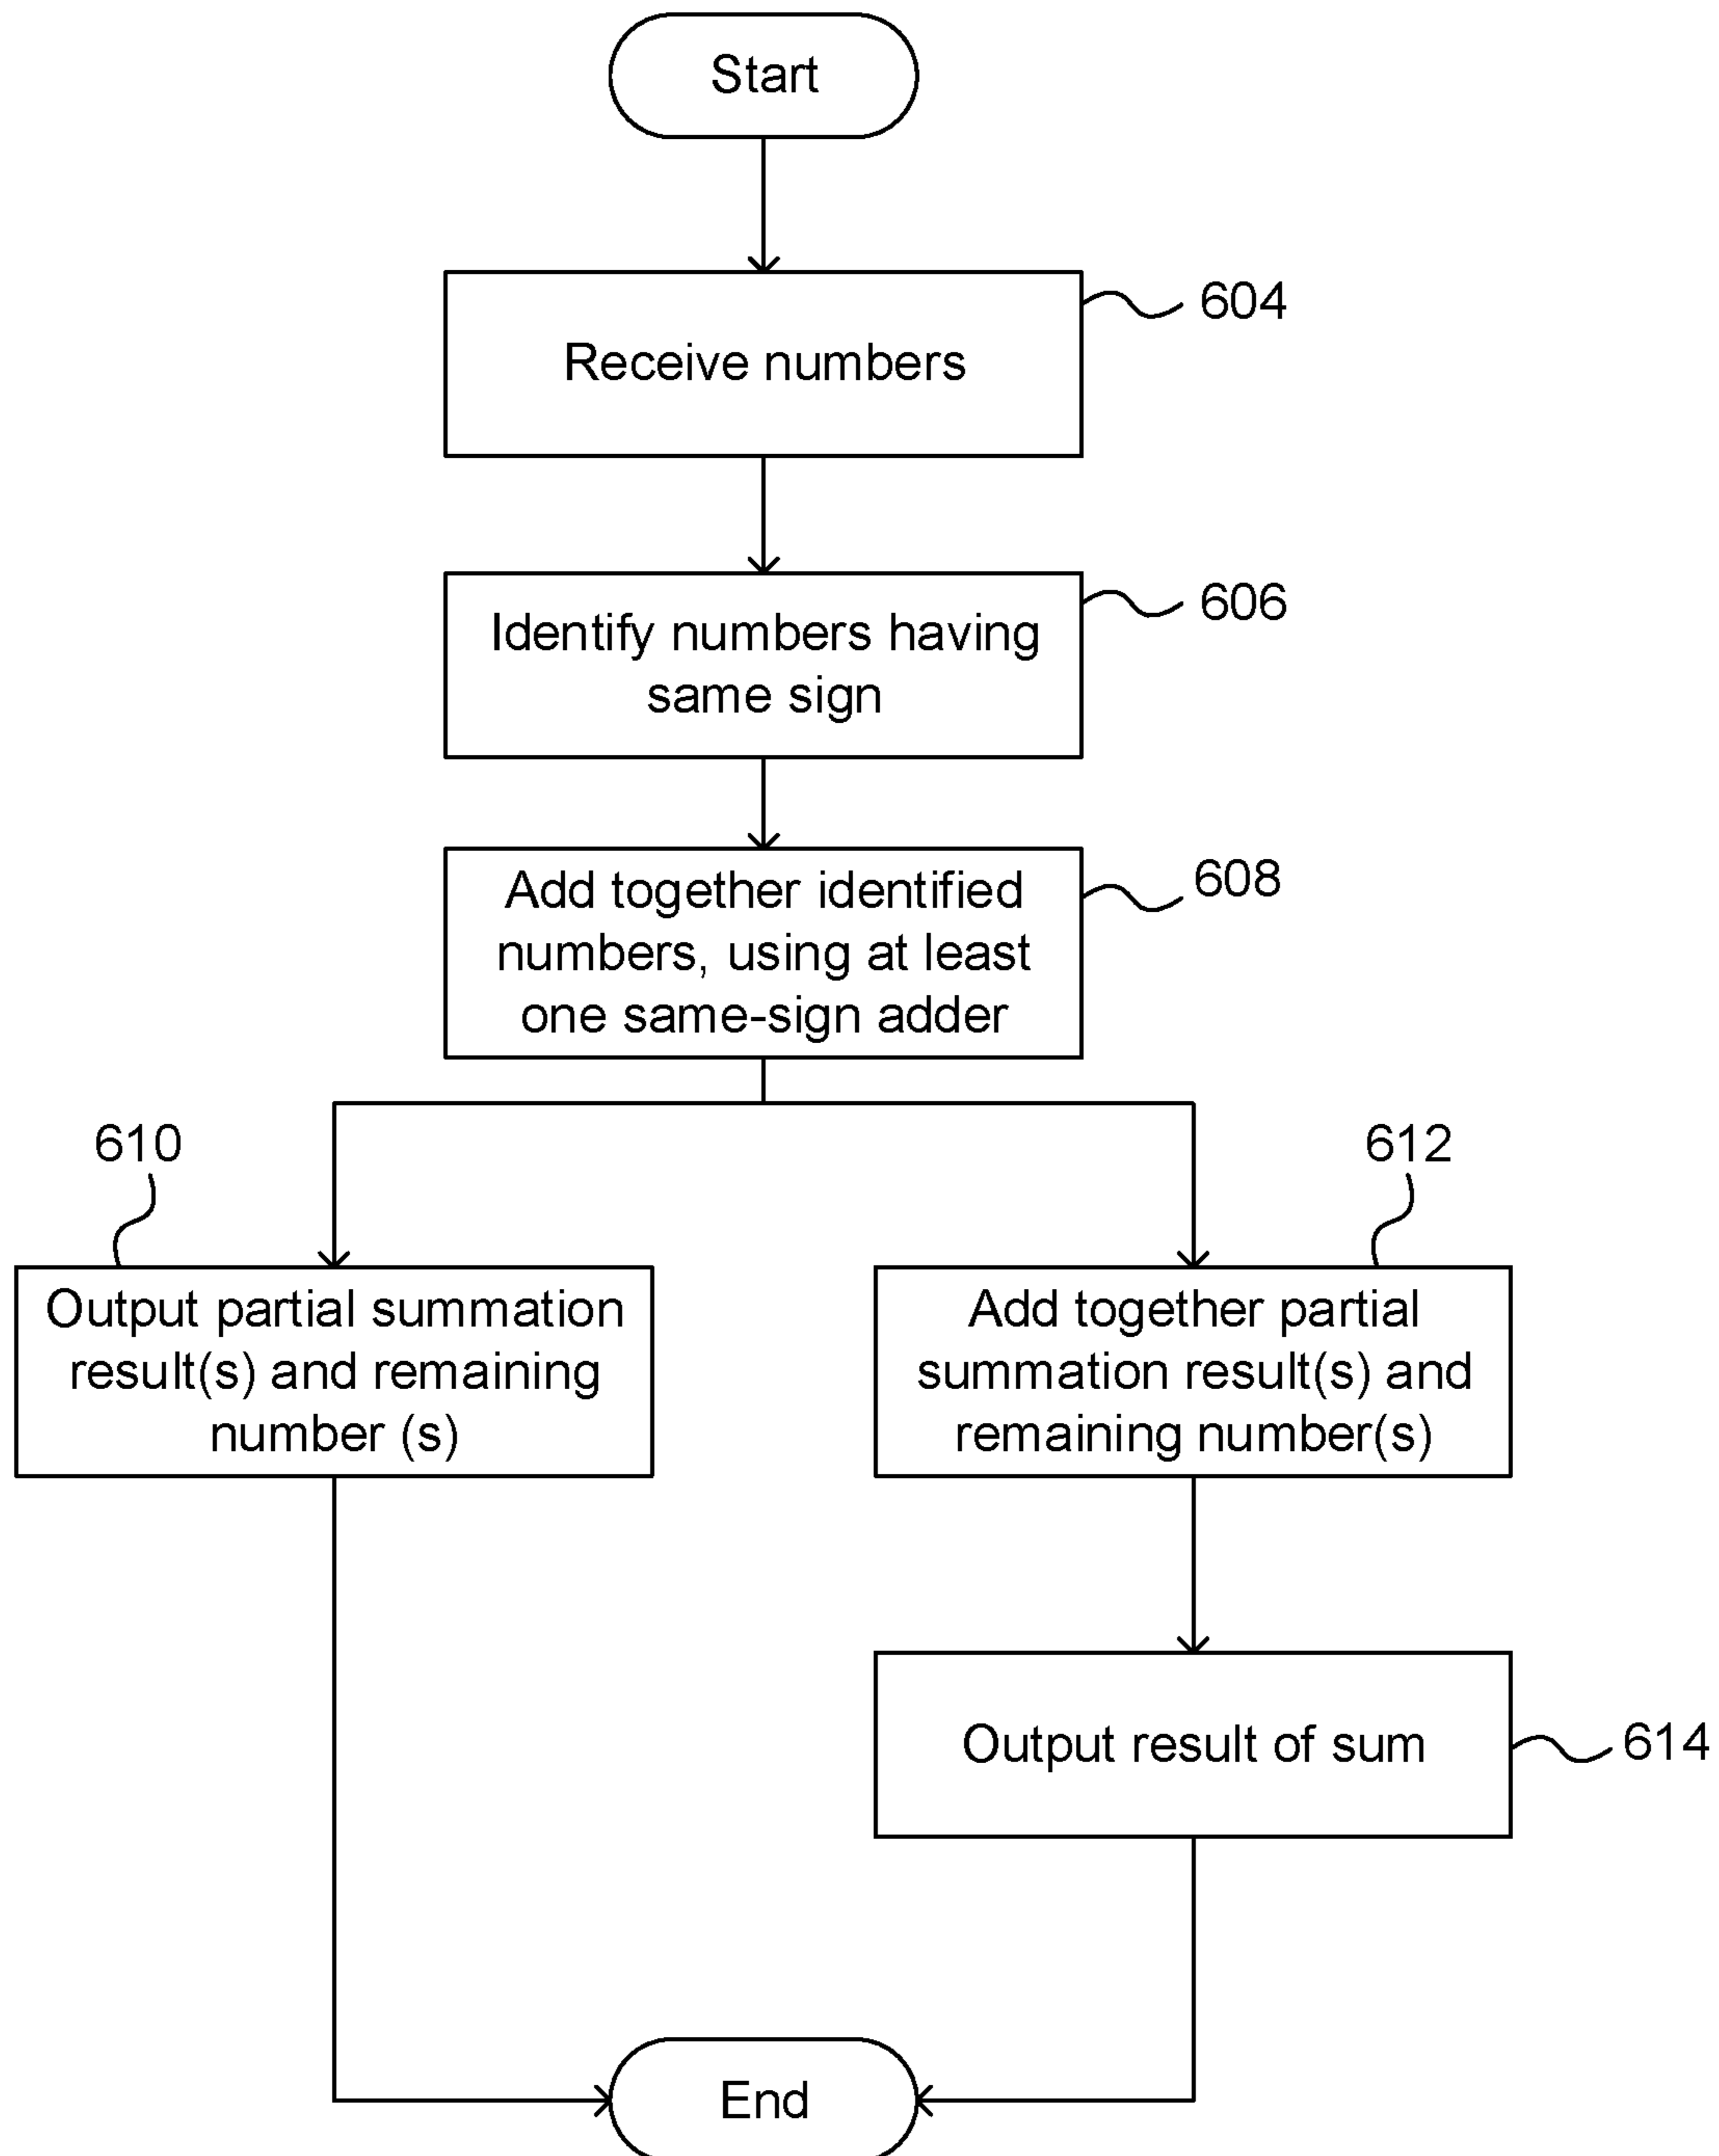 Start
604
Receive numbers
606
Identify numbers having
same sign
608
Add together identified
numbers, using at least
one same-sign adder
610
612
Output partial summation
result(s) and remaining
number (s)
Add together partial
summation result(s) and
remaining number(s)
Output result of sum
614
End